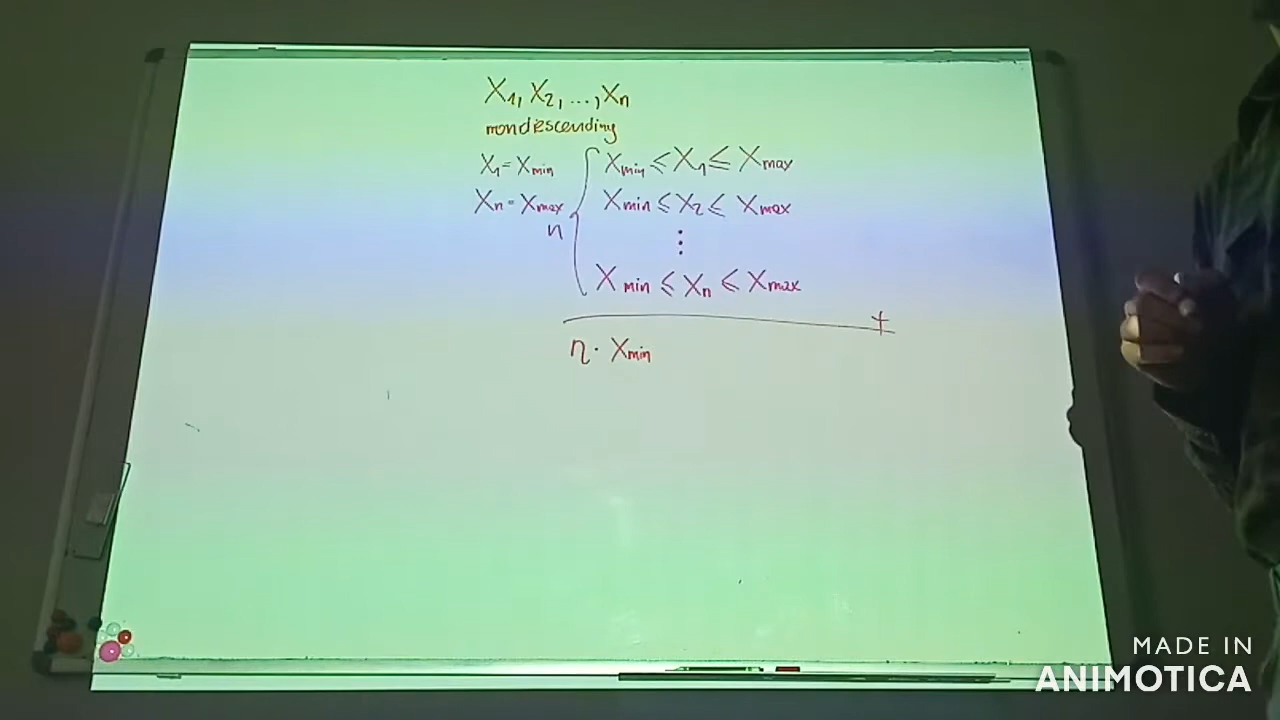 X₁, X₂, ..., Xn
nondescending
X₁ = Xmin
Xn = Xmax
n
Xmin ≤ X₁ ≤ Xmax
Xmin ≤ X₂ ≤ Xmax
⋮
Xmin ≤ Xn ≤ Xmax
+
n · Xmin
MADE IN
ANIMOTICA